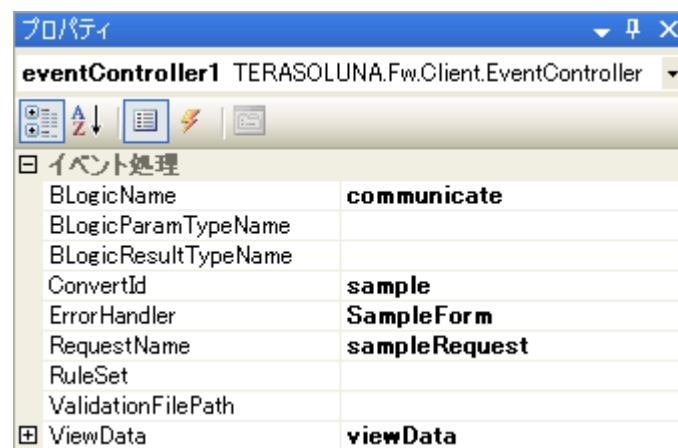 プロパティ
eventController1 TERASOLUNA.Fw.Client.EventController
イベント処理
BLogicName communicate
BLogicParamTypeName
BLogicResultTypeName
ConvertId sample
ErrorHandler SampleForm
RequestName sampleRequest
RuleSet
ValidationFilePath
ViewData viewData